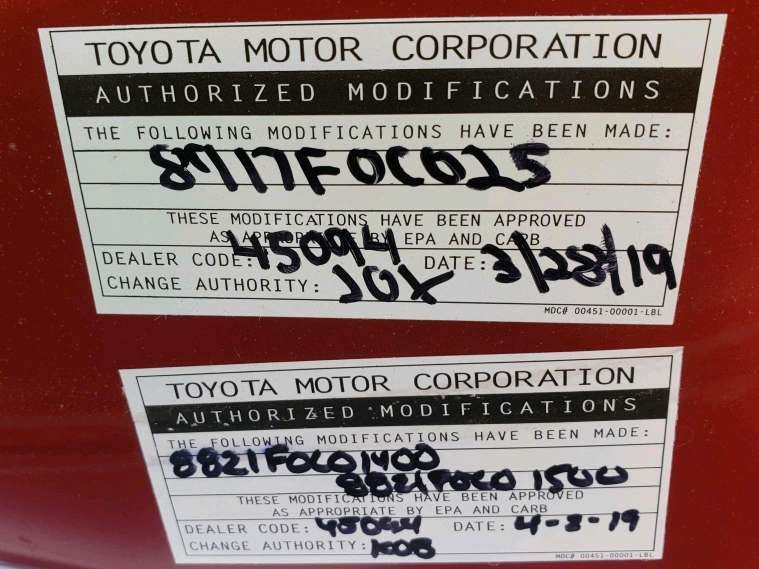 TOYOTA MOTOR CORPORATION
AUTHORIZED MODIFICATIONS
THE FOLLOWING MODIFICATIONS HAVE BEEN MADE:
8717F0C025
THESE MODIFICATIONS HAVE BEEN APPROVED
AS APPROPRIATE BY EPA AND CARB
DEALER CODE: 45094 DATE: 3/28/19
CHANGE AUTHORITY: J0X
MDC# 00451-00001-LBL
TOYOTA MOTOR CORPORATION
AUTHORIZED MODIFICATIONS
THE FOLLOWING MODIFICATIONS HAVE BEEN MADE:
8821F0C01400
8821F0C01500
THESE MODIFICATIONS HAVE BEEN APPROVED
AS APPROPRIATE BY EPA AND CARB
DEALER CODE: 45094 DATE: 4-3-19
CHANGE AUTHORITY: K0B
MDC# 00451-00001-LBL